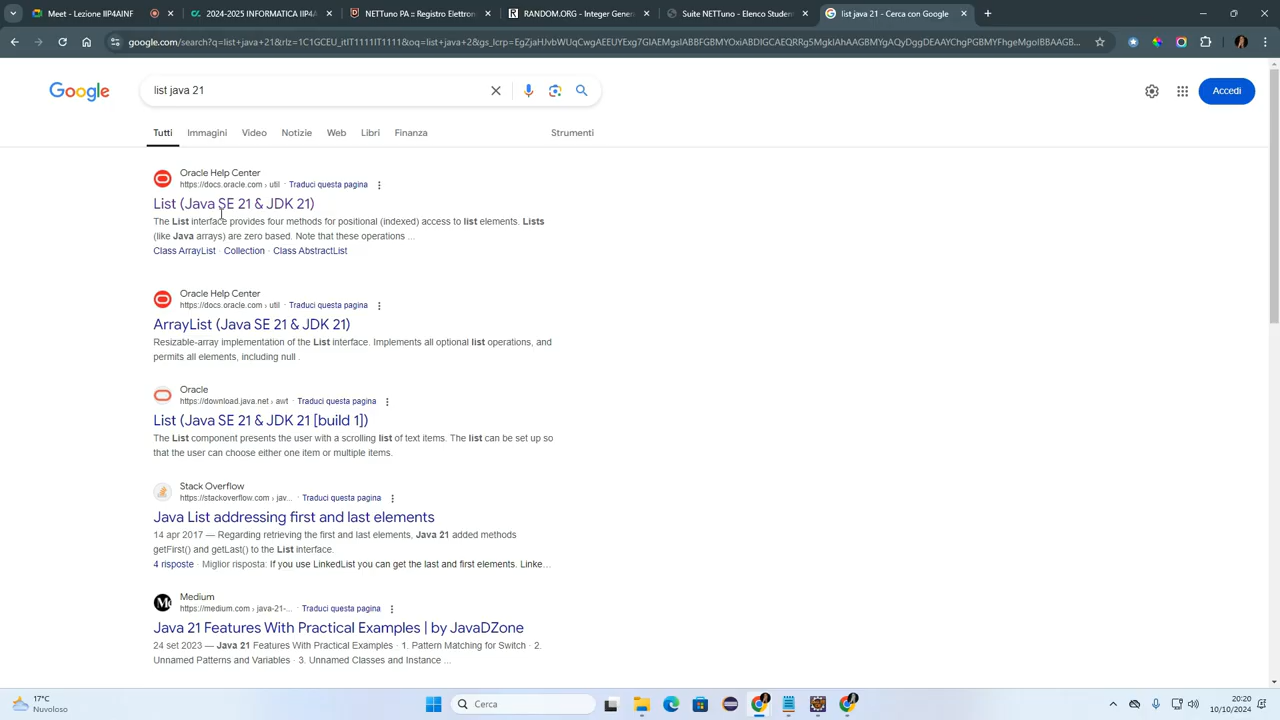 Meet - Lezione IIP4AINF
2024-2025 IIP4AINF
NETTuno PA :: Registro Elettron
RANDOM.ORG - Integer Gene
Suite NETTuno - ELENCO Studen
list java 21 - Cerca con Google
Google
list java 21
Accedi
Tutti Immagini Video Notizie Web Libri Finanza Strumenti
Oracle Help Center
https://docs.oracle.com › util · Traduci questa pagina
List (Java SE 21 & JDK 21)
The List interface provides four methods for positional (indexed) access to list elements. Lists
(like Java arrays) are zero based. Note that these operations ...
Class ArrayList · Collection · Class AbstractList
Oracle Help Center
https://docs.oracle.com › util · Traduci questa pagina
ArrayList (Java SE 21 & JDK 21)
Resizable-array implementation of the List interface. Implements all optional list operations, and
permits all elements, including null .
Oracle
https://download.java.net › awt · Traduci questa pagina
List (Java SE 21 & JDK 21 [build 1])
The List component presents the user with a scrolling list of text items. The list can be set up so
that the user can choose either one item or multiple items.
Stack Overflow
https://stackoverflow.com › jav... · Traduci questa pagina
Java List addressing first and last elements
14 apr 2017 — Regarding retrieving the first and last elements, Java 21 added methods
getFirst() and getLast() to the List interface.
4 risposte · Miglior risposta: If you use LinkedList you can get the last and first elements. Linke...
Medium
https://medium.com › java-21-... · Traduci questa pagina
Java 21 Features With Practical Examples | by JavaDZone
24 set 2023 — Java 21 Features With Practical Examples · 1. Pattern Matching for Switch · 2.
Unnamed Patterns and Variables · 3. Unnamed Classes and Instance ...
17°C
Nuvoloso
Cerca
20:20
10/10/2024